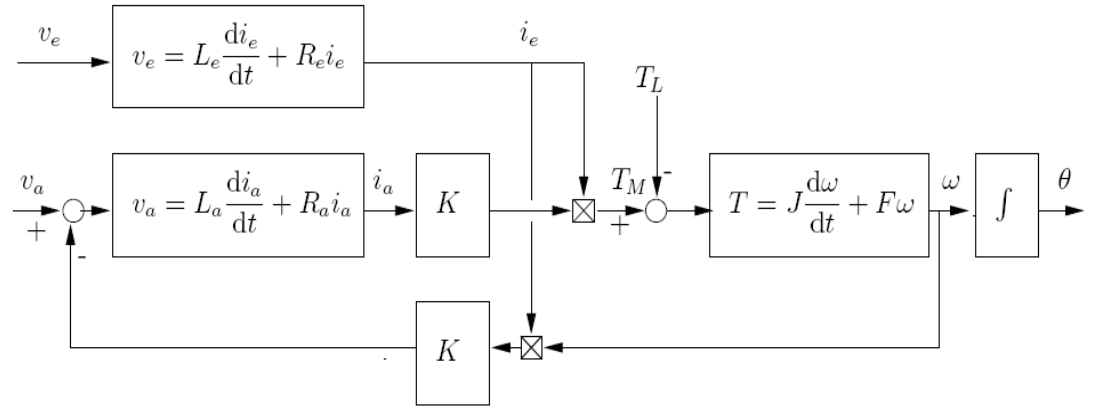 v_e
v_e = L_e di_e/dt + R_e i_e
i_e
T_L
-
v_a
+
-
v_a = L_a di_a/dt + R_a i_a
i_a
K
T_M
+
T = J dω/dt + Fω
ω
∫
θ
K